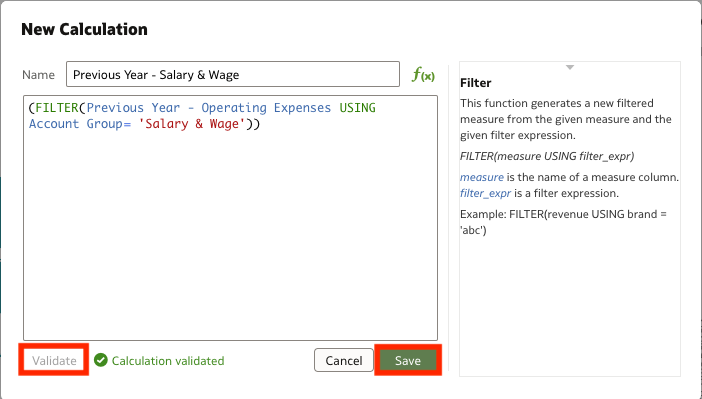 New Calculation
Name Previous Year - Salary & Wage f(x)
(FILTER(Previous Year - Operating Expenses USING
Account Group= 'Salary & Wage'))
Validate Calculation validated Cancel Save
Filter
This function generates a new filtered
measure from the given measure and the
given filter expression.
FILTER(measure USING filter_expr)
measure is the name of a measure column.
filter_expr is a filter expression.
Example: FILTER(revenue USING brand =
'abc')